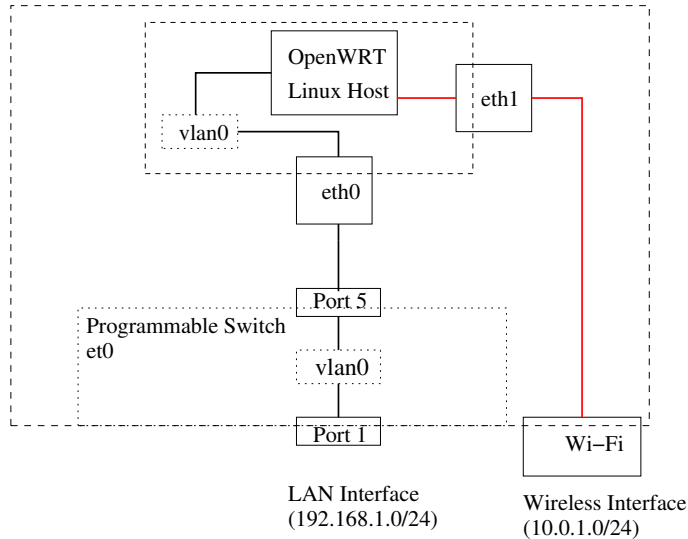 OpenWRT
Linux Host
eth1
vlan0
eth0
Port 5
Programmable Switch
et0
vlan0
Port 1
Wi−Fi
LAN Interface
(192.168.1.0/24)
Wireless Interface
(10.0.1.0/24)